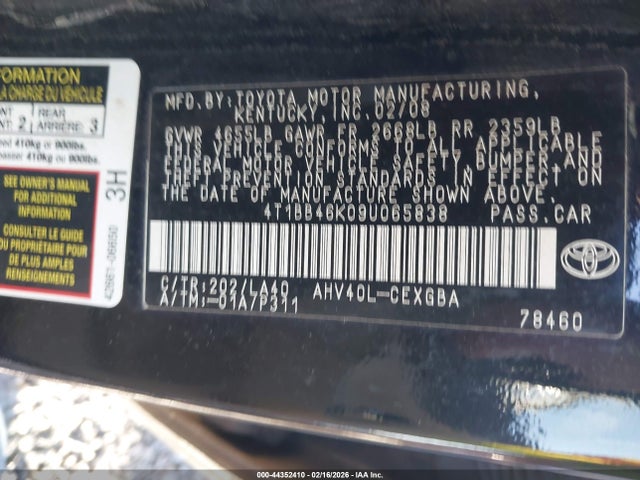 FORMATION
LA CHARGE DU VÉHICULE
2
REAR
ARRIÈRE 3
410kg or 900lbs.
410kg or 900lbs.
SEE OWNER'S MANUAL
FOR ADDITIONAL
INFORMATION
CONSULTER LE GUIDE
DU PROPRIÉTAIRE
POUR PLUS AMPLES
RENSEIGNEMENTS
3H
MFD. BY: TOYOTA MOTOR MANUFACTURING,
KENTUCKY, INC. 02/08
GVWR 4655LB GAWR FR 2668LB RR 2359LB
THIS VEHICLE CONFORMS TO ALL APPLICABLE
FEDERAL MOTOR VEHICLE SAFETY, BUMPER, AND
THEFT PREVENTION STANDARDS IN EFFECT ON
THE DATE OF MANUFACTURE SHOWN ABOVE.
4T1BB46K09U065838 PASS.CAR
C/TR:202/LA40 AHV40L-CEXGBA
A/TM:-01A/P311
78460
TOYOTA
000-44352410 - 02/16/2026 - IAA Inc.